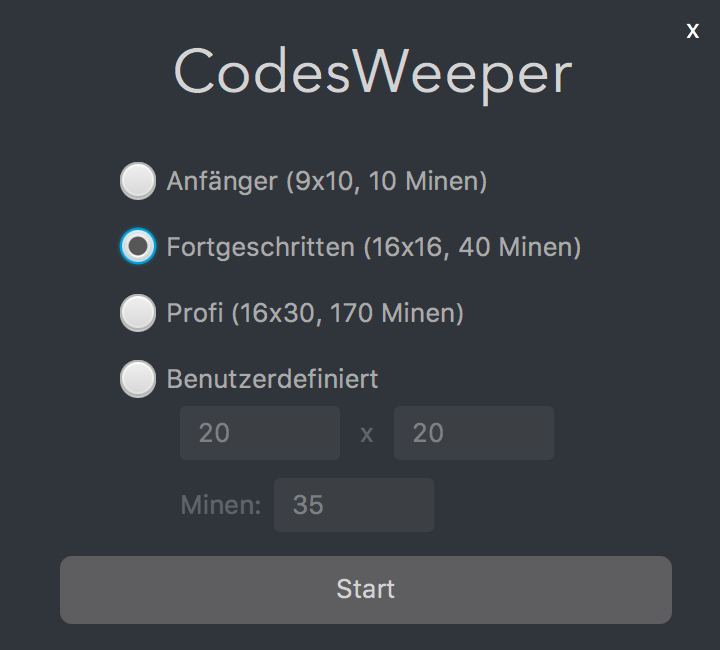 x
CodesWeeper
Anfänger (9x10, 10 Minen)
Fortgeschritten (16x16, 40 Minen)
Profi (16x30, 170 Minen)
Benutzerdefiniert
20 x 20
Minen: 35
Start